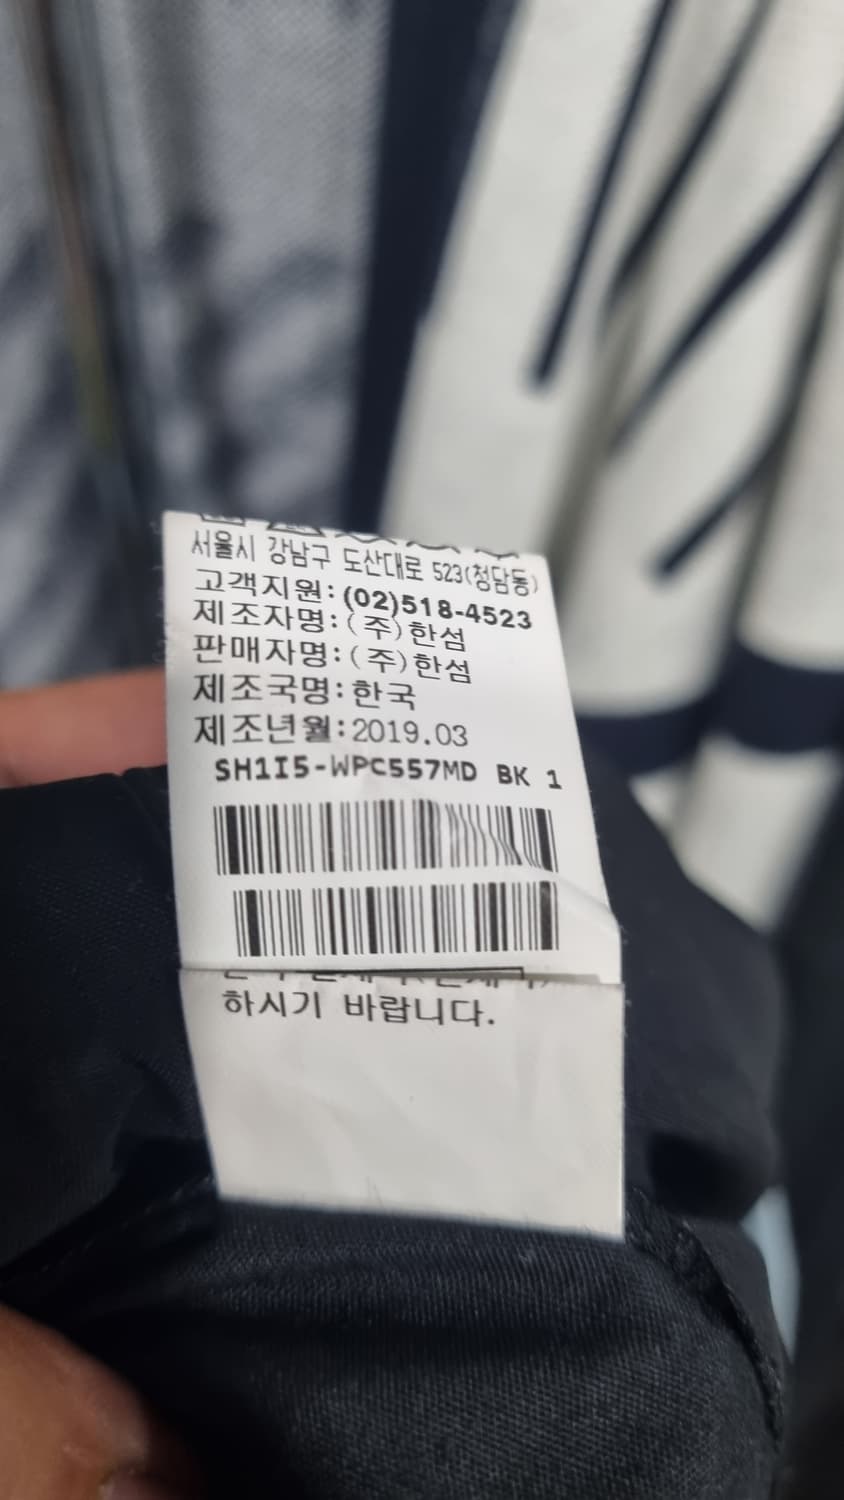 서울시 강남구 도산대로 523(청담동)
고객지원: (02)518-4523
제조자명: (주)한섬
판매자명: (주)한섬
제조국명: 한국
제조년월: 2019.03
SH1I5-WPC557MD BK 1
하시기 바랍니다.